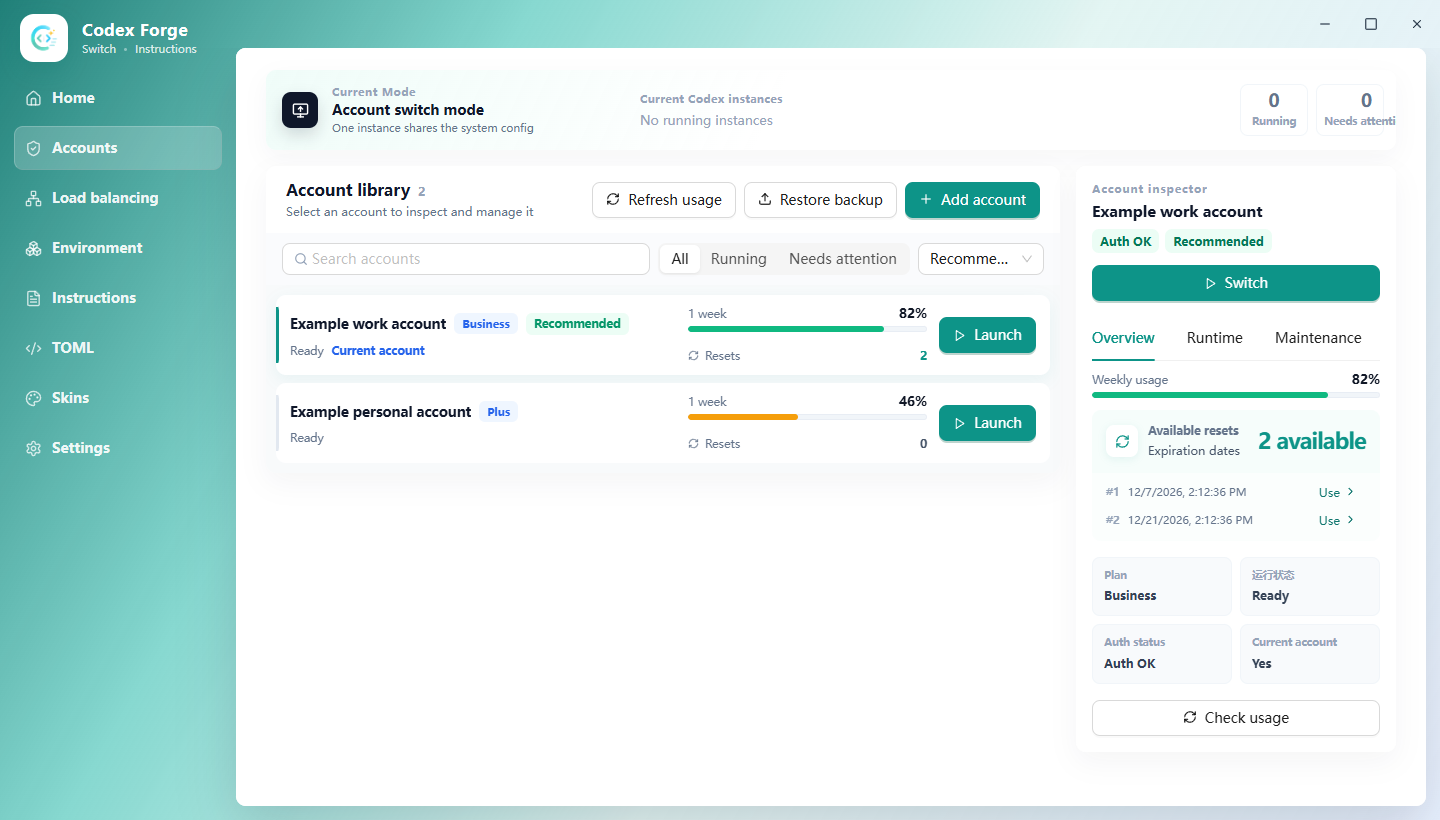 Codex Forge
Switch • Instructions
Home
Accounts
Load balancing
Environment
Instructions
TOML
Skins
Settings
Current Mode
Account switch mode
One instance shares the system config
Current Codex instances
No running instances
0
Running
0
Needs attenti
Account library 2
Select an account to inspect and manage it
Refresh usage
Restore backup
Add account
Search accounts
All
Running
Needs attention
Recomme...
Example work account Business Recommended
Ready Current account
1 week 82%
Resets 2
Launch
Example personal account Plus
Ready
1 week 46%
Resets 0
Launch
Account inspector
Example work account
Auth OK Recommended
Switch
Overview Runtime Maintenance
Weekly usage 82%
Available resets
Expiration dates
2 available
#1 12/7/2026, 2:12:36 PM Use
#2 12/21/2026, 2:12:36 PM Use
Plan
Business
运行状态
Ready
Auth status
Auth OK
Current account
Yes
Check usage